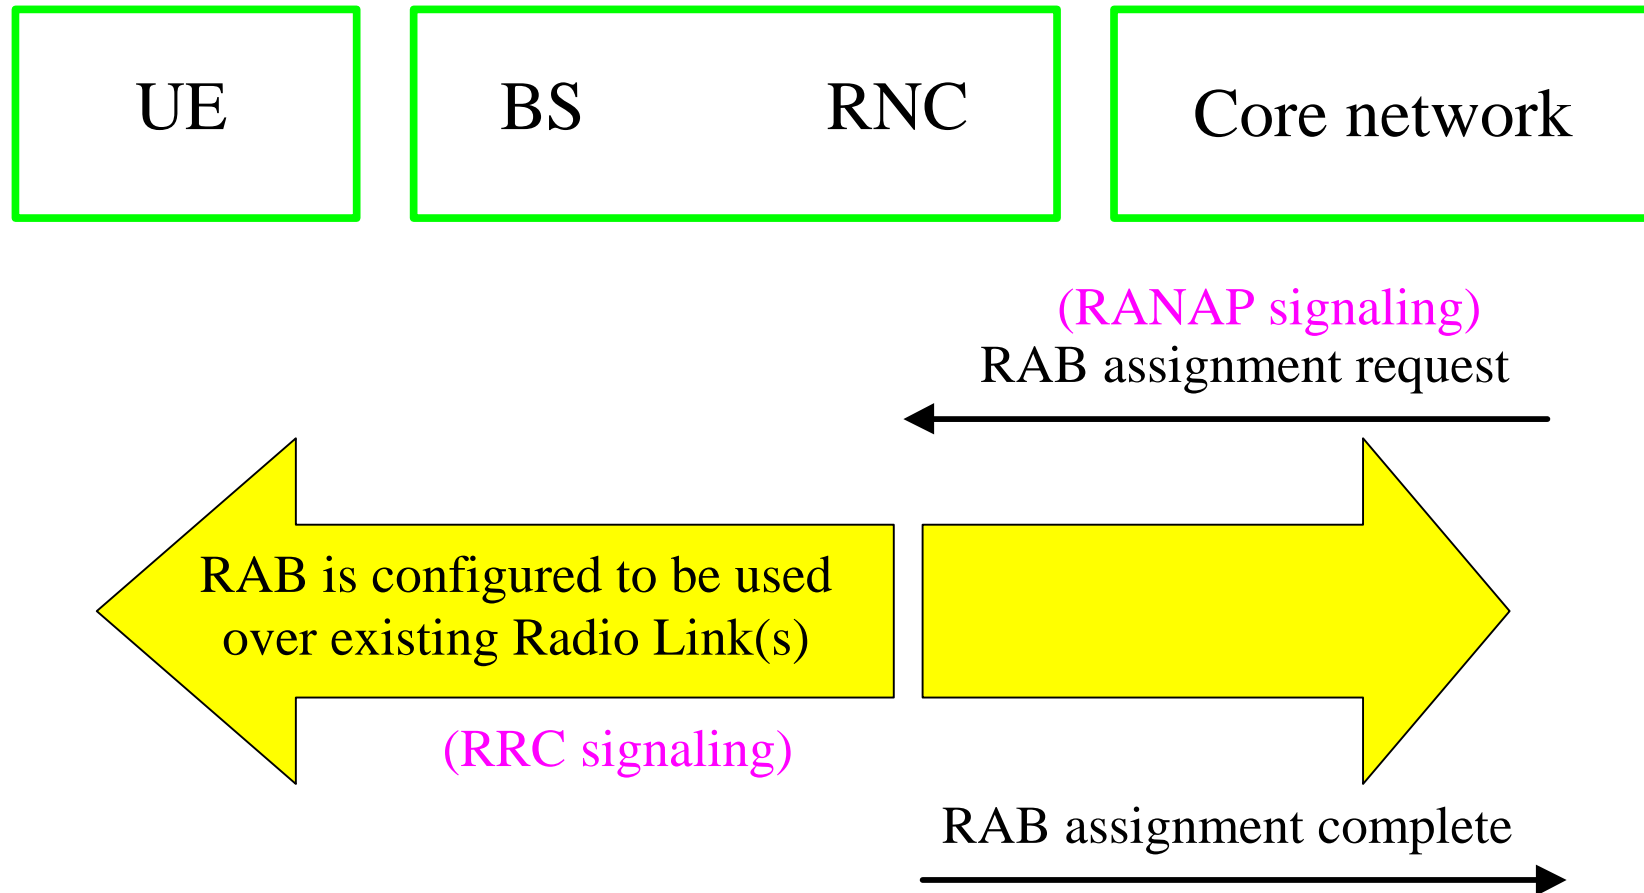 UE
BS
RNC
Core network
(RANAP signaling)
RAB assignment request
RAB is configured to be used
over existing Radio Link(s)
(RRC signaling)
RAB assignment complete